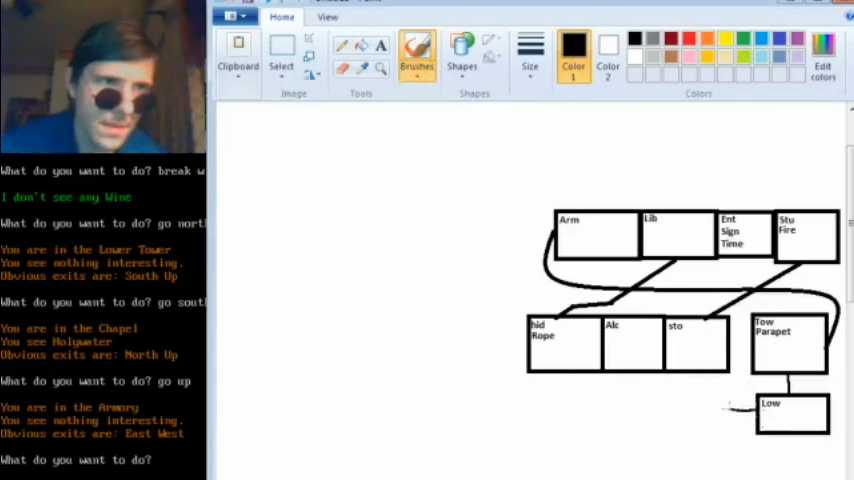 Home
View
Clipboard
Select
Image
Tools
Brushes
Shapes
Shapes
Size
Color
1
Color
2
Edit
colors
Colors
What do you want to do? break w
I don't see any Wine
What do you want to do? go nort
You are in the Lower Tower
You see nothing interesting.
Obvious exits are: South Up
What do you want to do? go sout
You are in the Chapel
You see Holywater
Obvious exits are: North Up
What do you want to do? go up
You are in the Armory
You see nothing interesting.
Obvious exits are: East West
What do you want to do?
Arm
Lib
Ent
Sign
Time
Stu
Fire
hid
Rope
Alc
sto
Tow
Parapet
Low